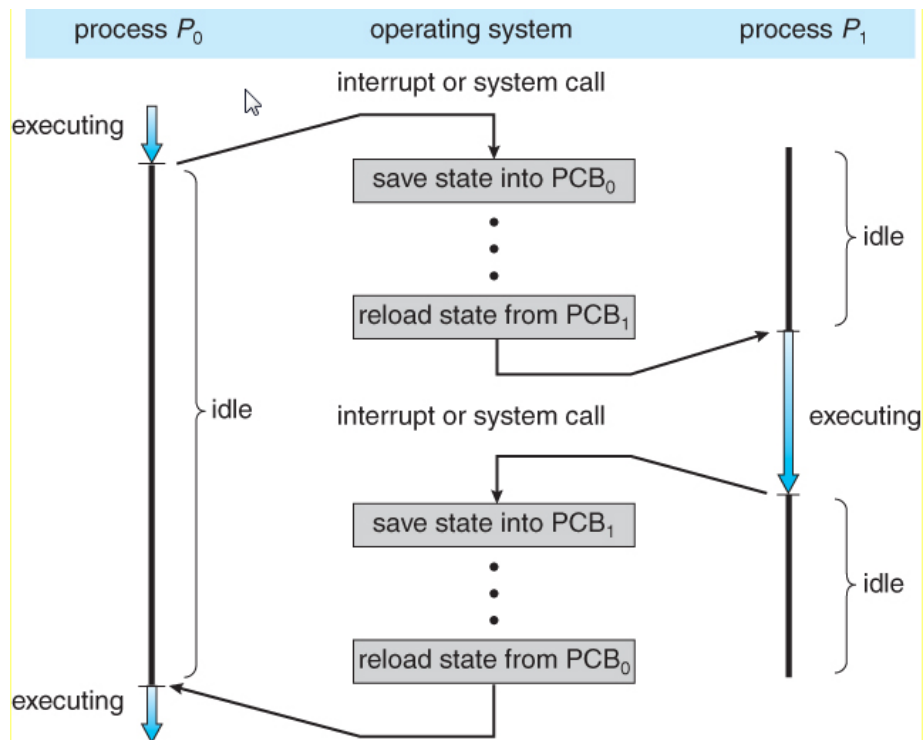 process P₀ operating system process P₁
interrupt or system call
executing
save state into PCB₀
idle
reload state from PCB₁
idle
interrupt or system call
executing
save state into PCB₁
idle
reload state from PCB₀
executing